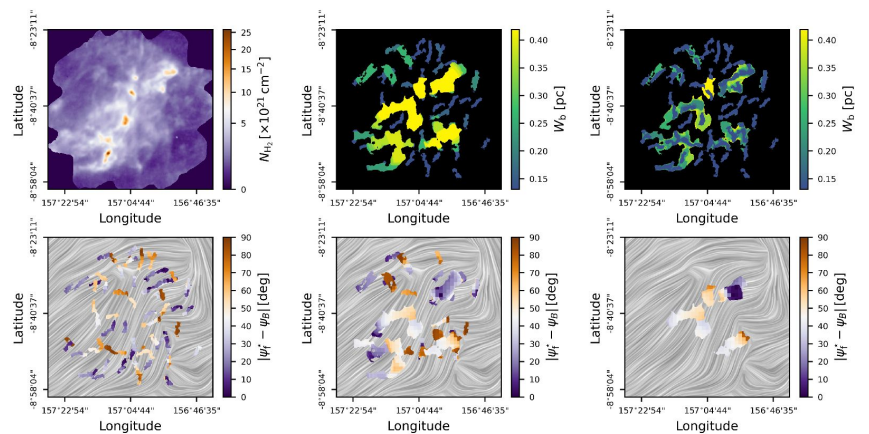 -8°23'11"
-8°40'37"
-8°58'04"
Latitude
157°22'54" 157°04'44" 156°46'35"
Longitude
25
20
15
10
5
0
N_H₂ [×10²¹ cm⁻²]
-8°23'11"
-8°40'37"
-8°58'04"
Latitude
157°22'54" 157°04'44" 156°46'35"
Longitude
0.40
0.35
0.30
0.25
0.20
0.15
W_b [pc]
-8°23'11"
-8°40'37"
-8°58'04"
Latitude
157°22'54" 157°04'44" 156°46'35"
Longitude
0.40
0.35
0.30
0.25
0.20
0.15
W_b [pc]
-8°23'11"
-8°40'37"
-8°58'04"
Latitude
157°22'54" 157°04'44" 156°46'35"
Longitude
90
80
70
60
50
40
30
20
10
0
|ψ_f^* − ψ_B| [deg]
-8°23'11"
-8°40'37"
-8°58'04"
Latitude
157°22'54" 157°04'44" 156°46'35"
Longitude
90
80
70
60
50
40
30
20
10
0
|ψ_f^* − ψ_B| [deg]
-8°23'11"
-8°40'37"
-8°58'04"
Latitude
157°22'54" 157°04'44" 156°46'35"
Longitude
90
80
70
60
50
40
30
20
10
0
|ψ_f^* − ψ_B| [deg]